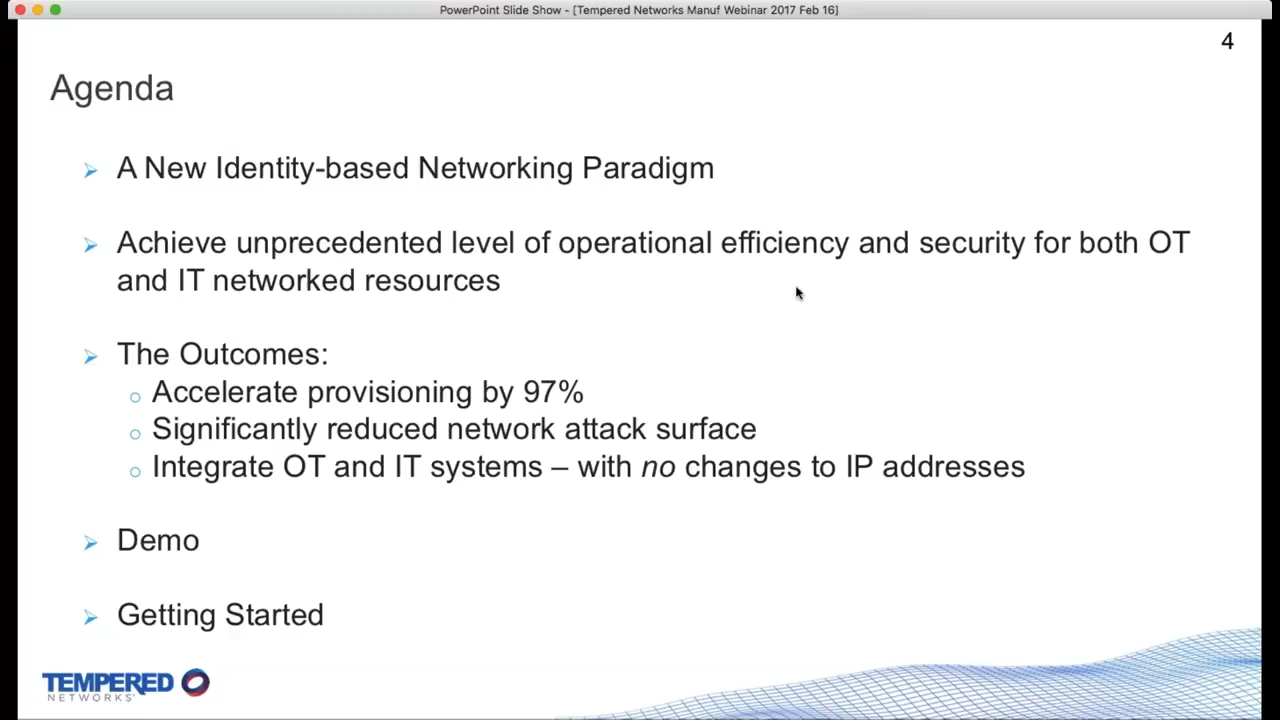 PowerPoint Slide Show - [Tempered Networks Manuf Webinar 2017 Feb 16]
4
Agenda
A New Identity-based Networking Paradigm
Achieve unprecedented level of operational efficiency and security for both OT
and IT networked resources
The Outcomes:
Accelerate provisioning by 97%
Significantly reduced network attack surface
Integrate OT and IT systems – with no changes to IP addresses
Demo
Getting Started
TEMPERED
NETWORKS